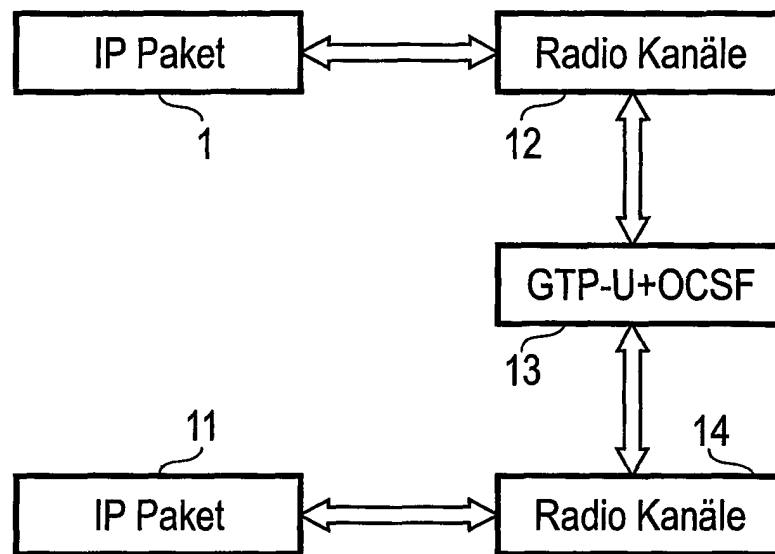 IP Paket
Radio Kanäle
1
12
GTP-U+OCSF
13
11
14
IP Paket
Radio Kanäle